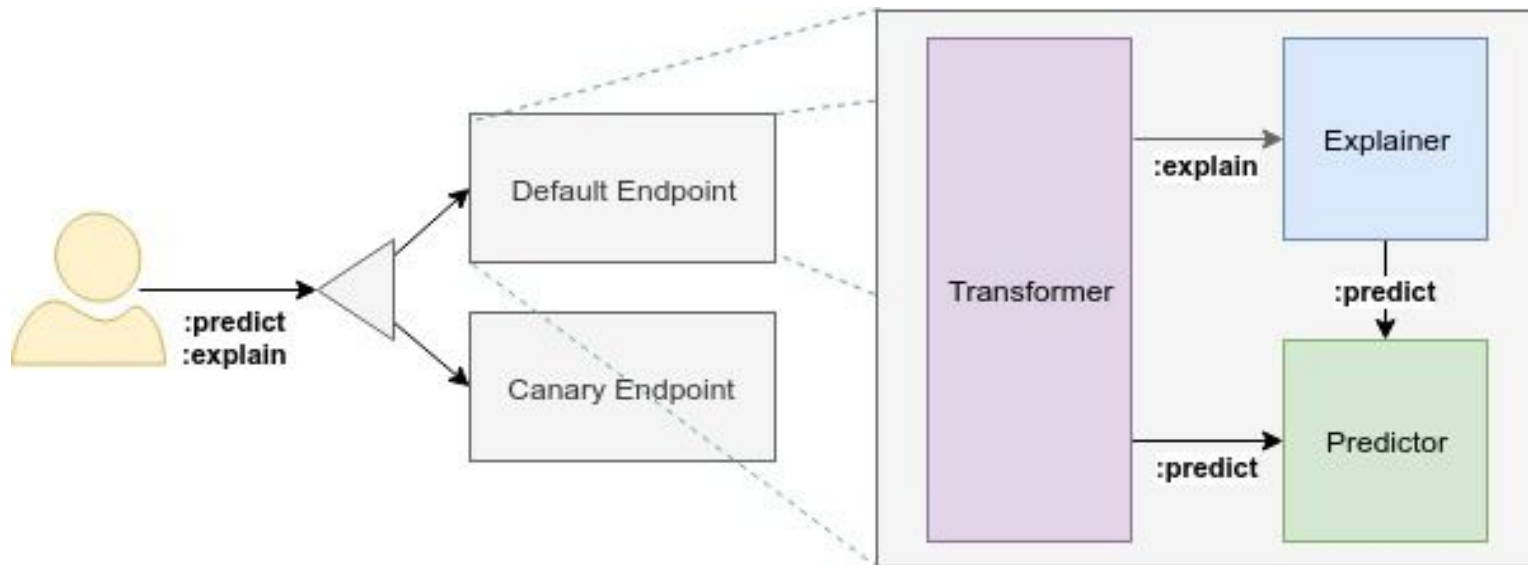 :predict
:explain
Default Endpoint
Canary Endpoint
Transformer
:explain
Explainer
:predict
:predict
Predictor